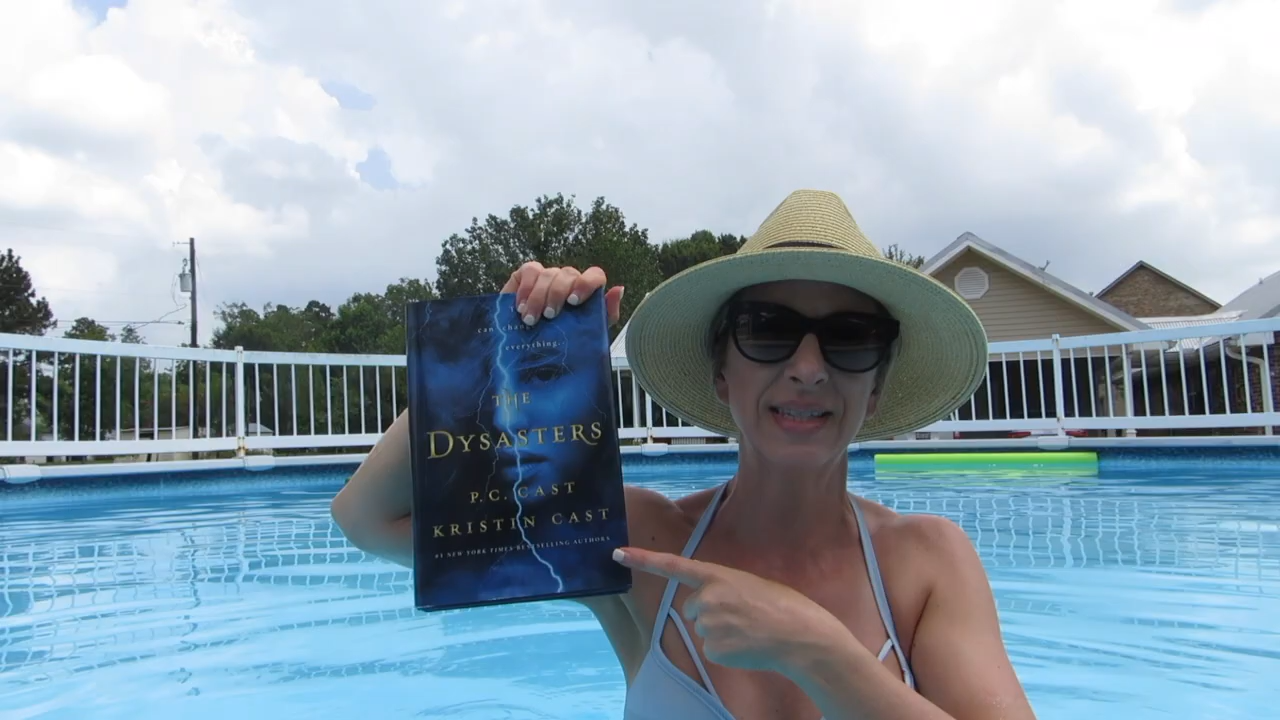 can change
everything...
THE
DYSASTERS
P.C. CAST
KRISTIN CAST
#1 NEW YORK TIMES BESTSELLING AUTHORS